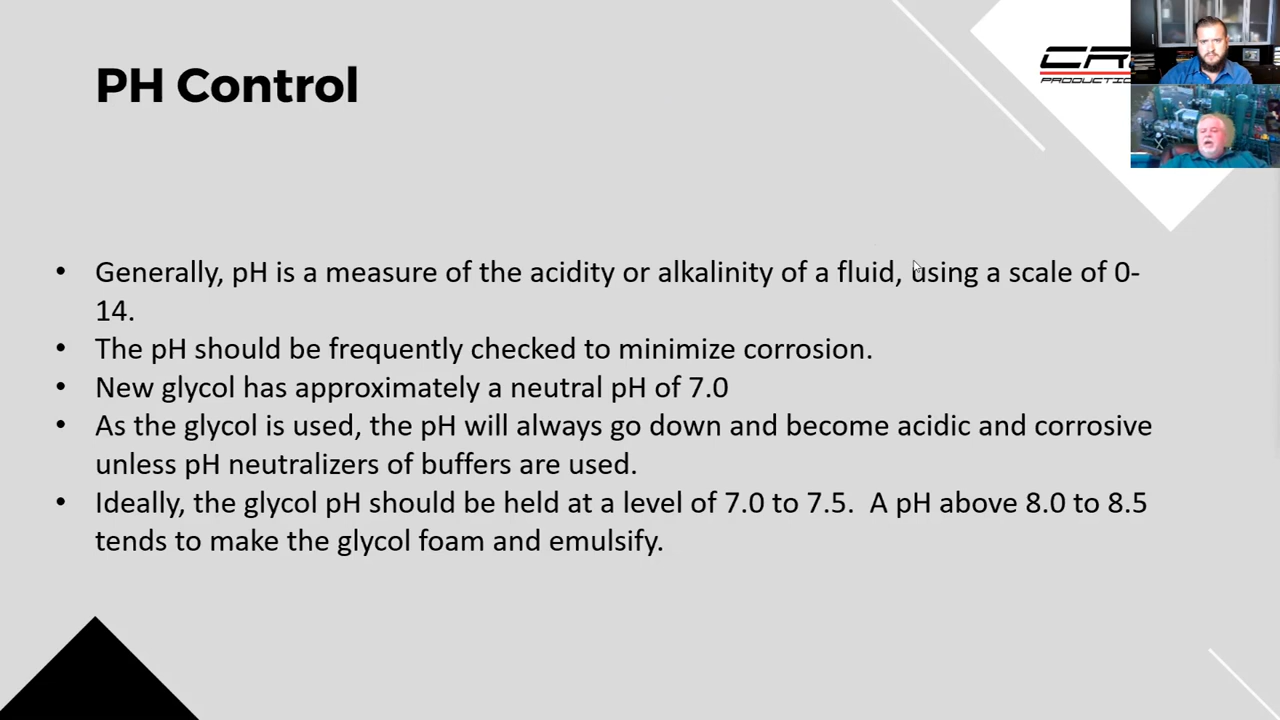 PH Control
• Generally, pH is a measure of the acidity or alkalinity of a fluid, using a scale of 0-
14.
• The pH should be frequently checked to minimize corrosion.
• New glycol has approximately a neutral pH of 7.0
• As the glycol is used, the pH will always go down and become acidic and corrosive
unless pH neutralizers of buffers are used.
• Ideally, the glycol pH should be held at a level of 7.0 to 7.5.  A pH above 8.0 to 8.5
tends to make the glycol foam and emulsify.